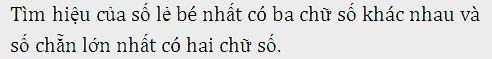 Tìm hiệu của số lẻ bé nhất có ba chữ số khác nhau và
số chẵn lớn nhất có hai chữ số.